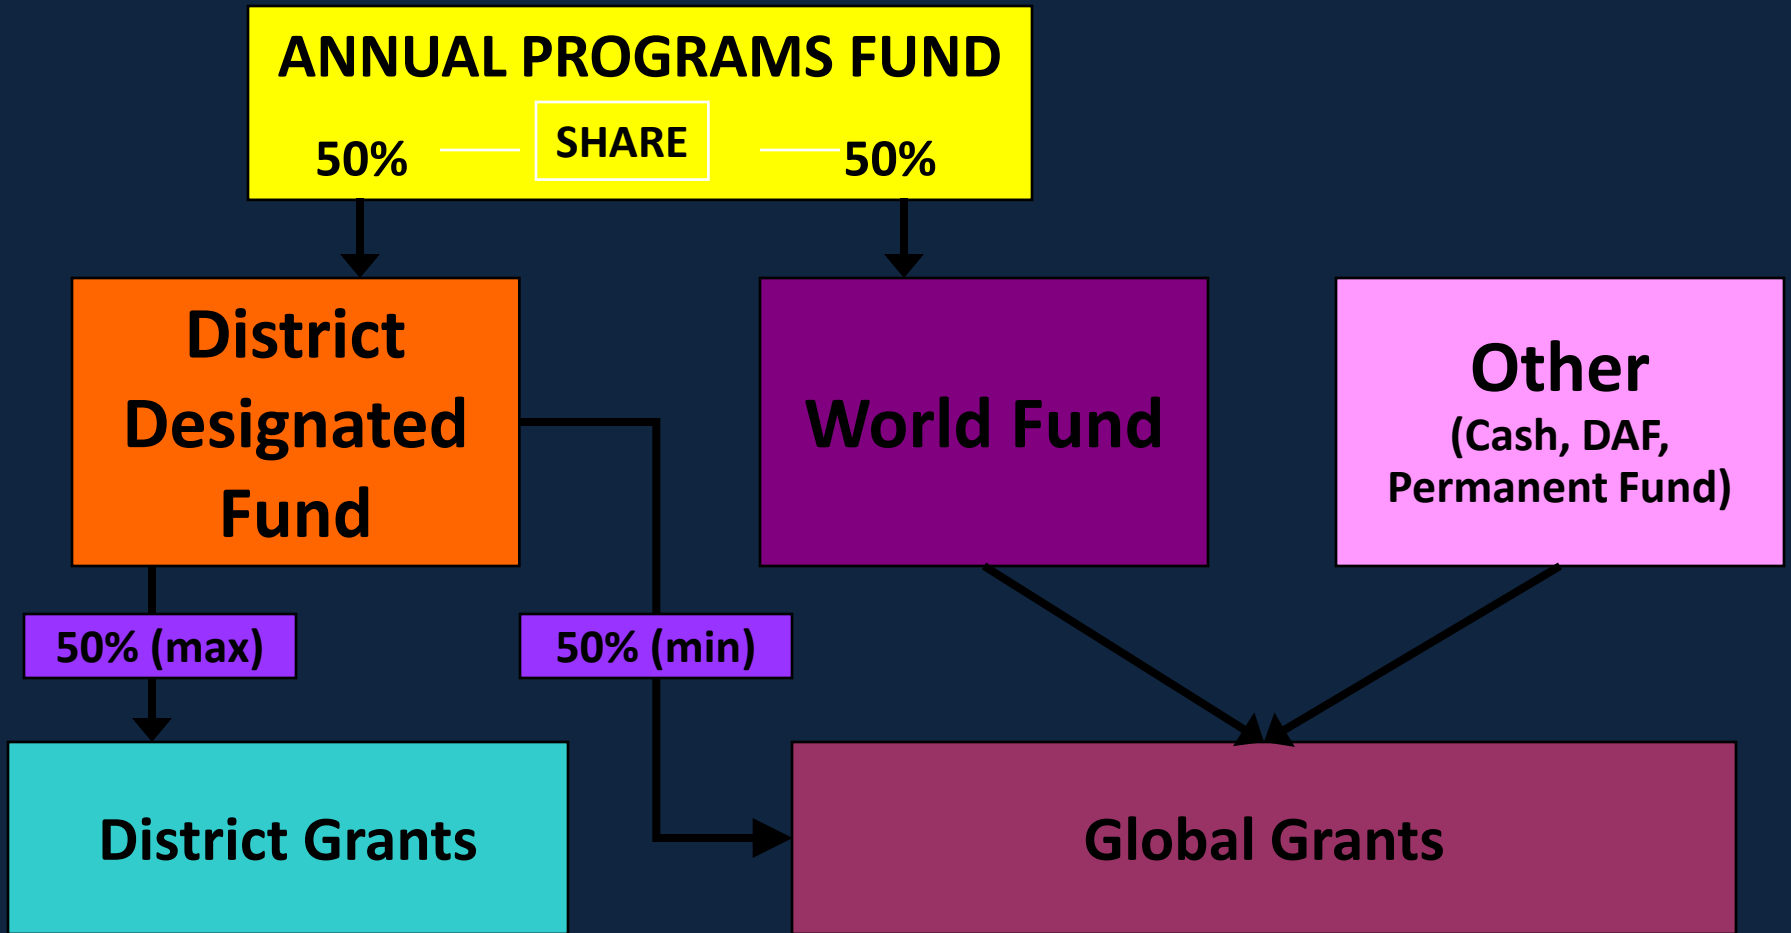 ANNUAL PROGRAMS FUND
50%
SHARE
50%
District
Designated
Fund
World Fund
Other
(Cash, DAF,
Permanent Fund)
50% (max)
50% (min)
District Grants
Global Grants